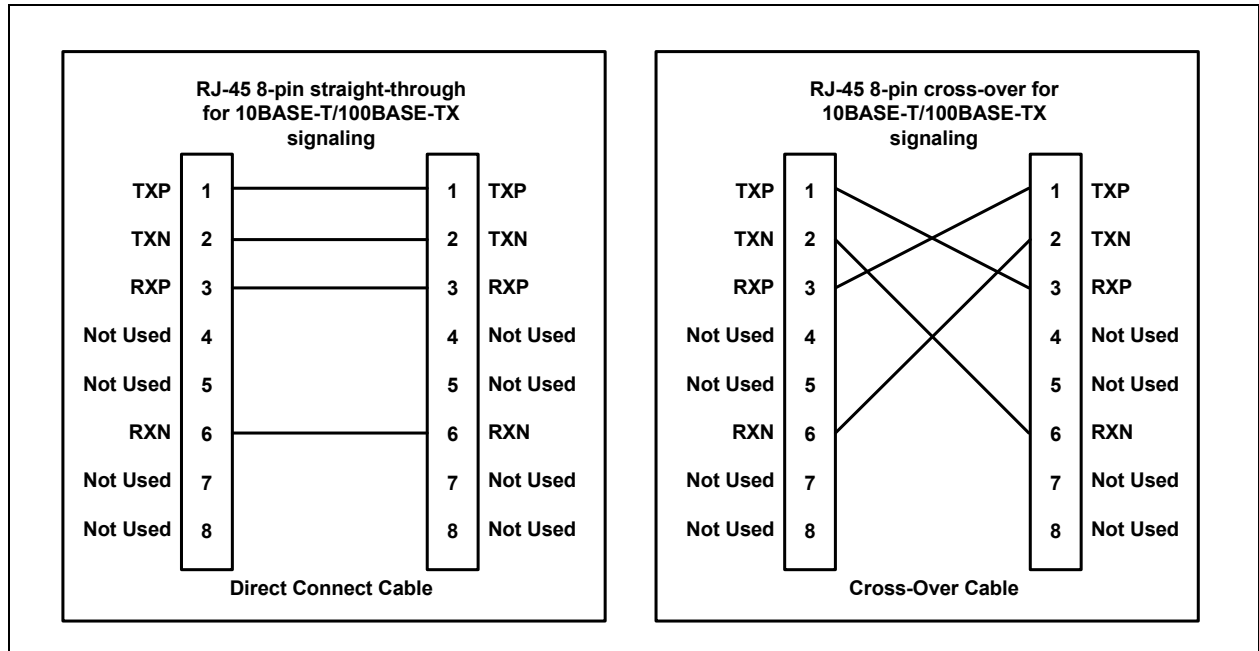 RJ-45 8-pin straight-through
for 10BASE-T/100BASE-TX
signaling
TXP 1 1 TXP
TXN 2 2 TXN
RXP 3 3 RXP
Not Used 4 4 Not Used
Not Used 5 5 Not Used
RXN 6 6 RXN
Not Used 7 7 Not Used
Not Used 8 8 Not Used
Direct Connect Cable
RJ-45 8-pin cross-over for
10BASE-T/100BASE-TX
signaling
TXP 1 1 TXP
TXN 2 2 TXN
RXP 3 3 RXP
Not Used 4 4 Not Used
Not Used 5 5 Not Used
RXN 6 6 RXN
Not Used 7 7 Not Used
Not Used 8 8 Not Used
Cross-Over Cable